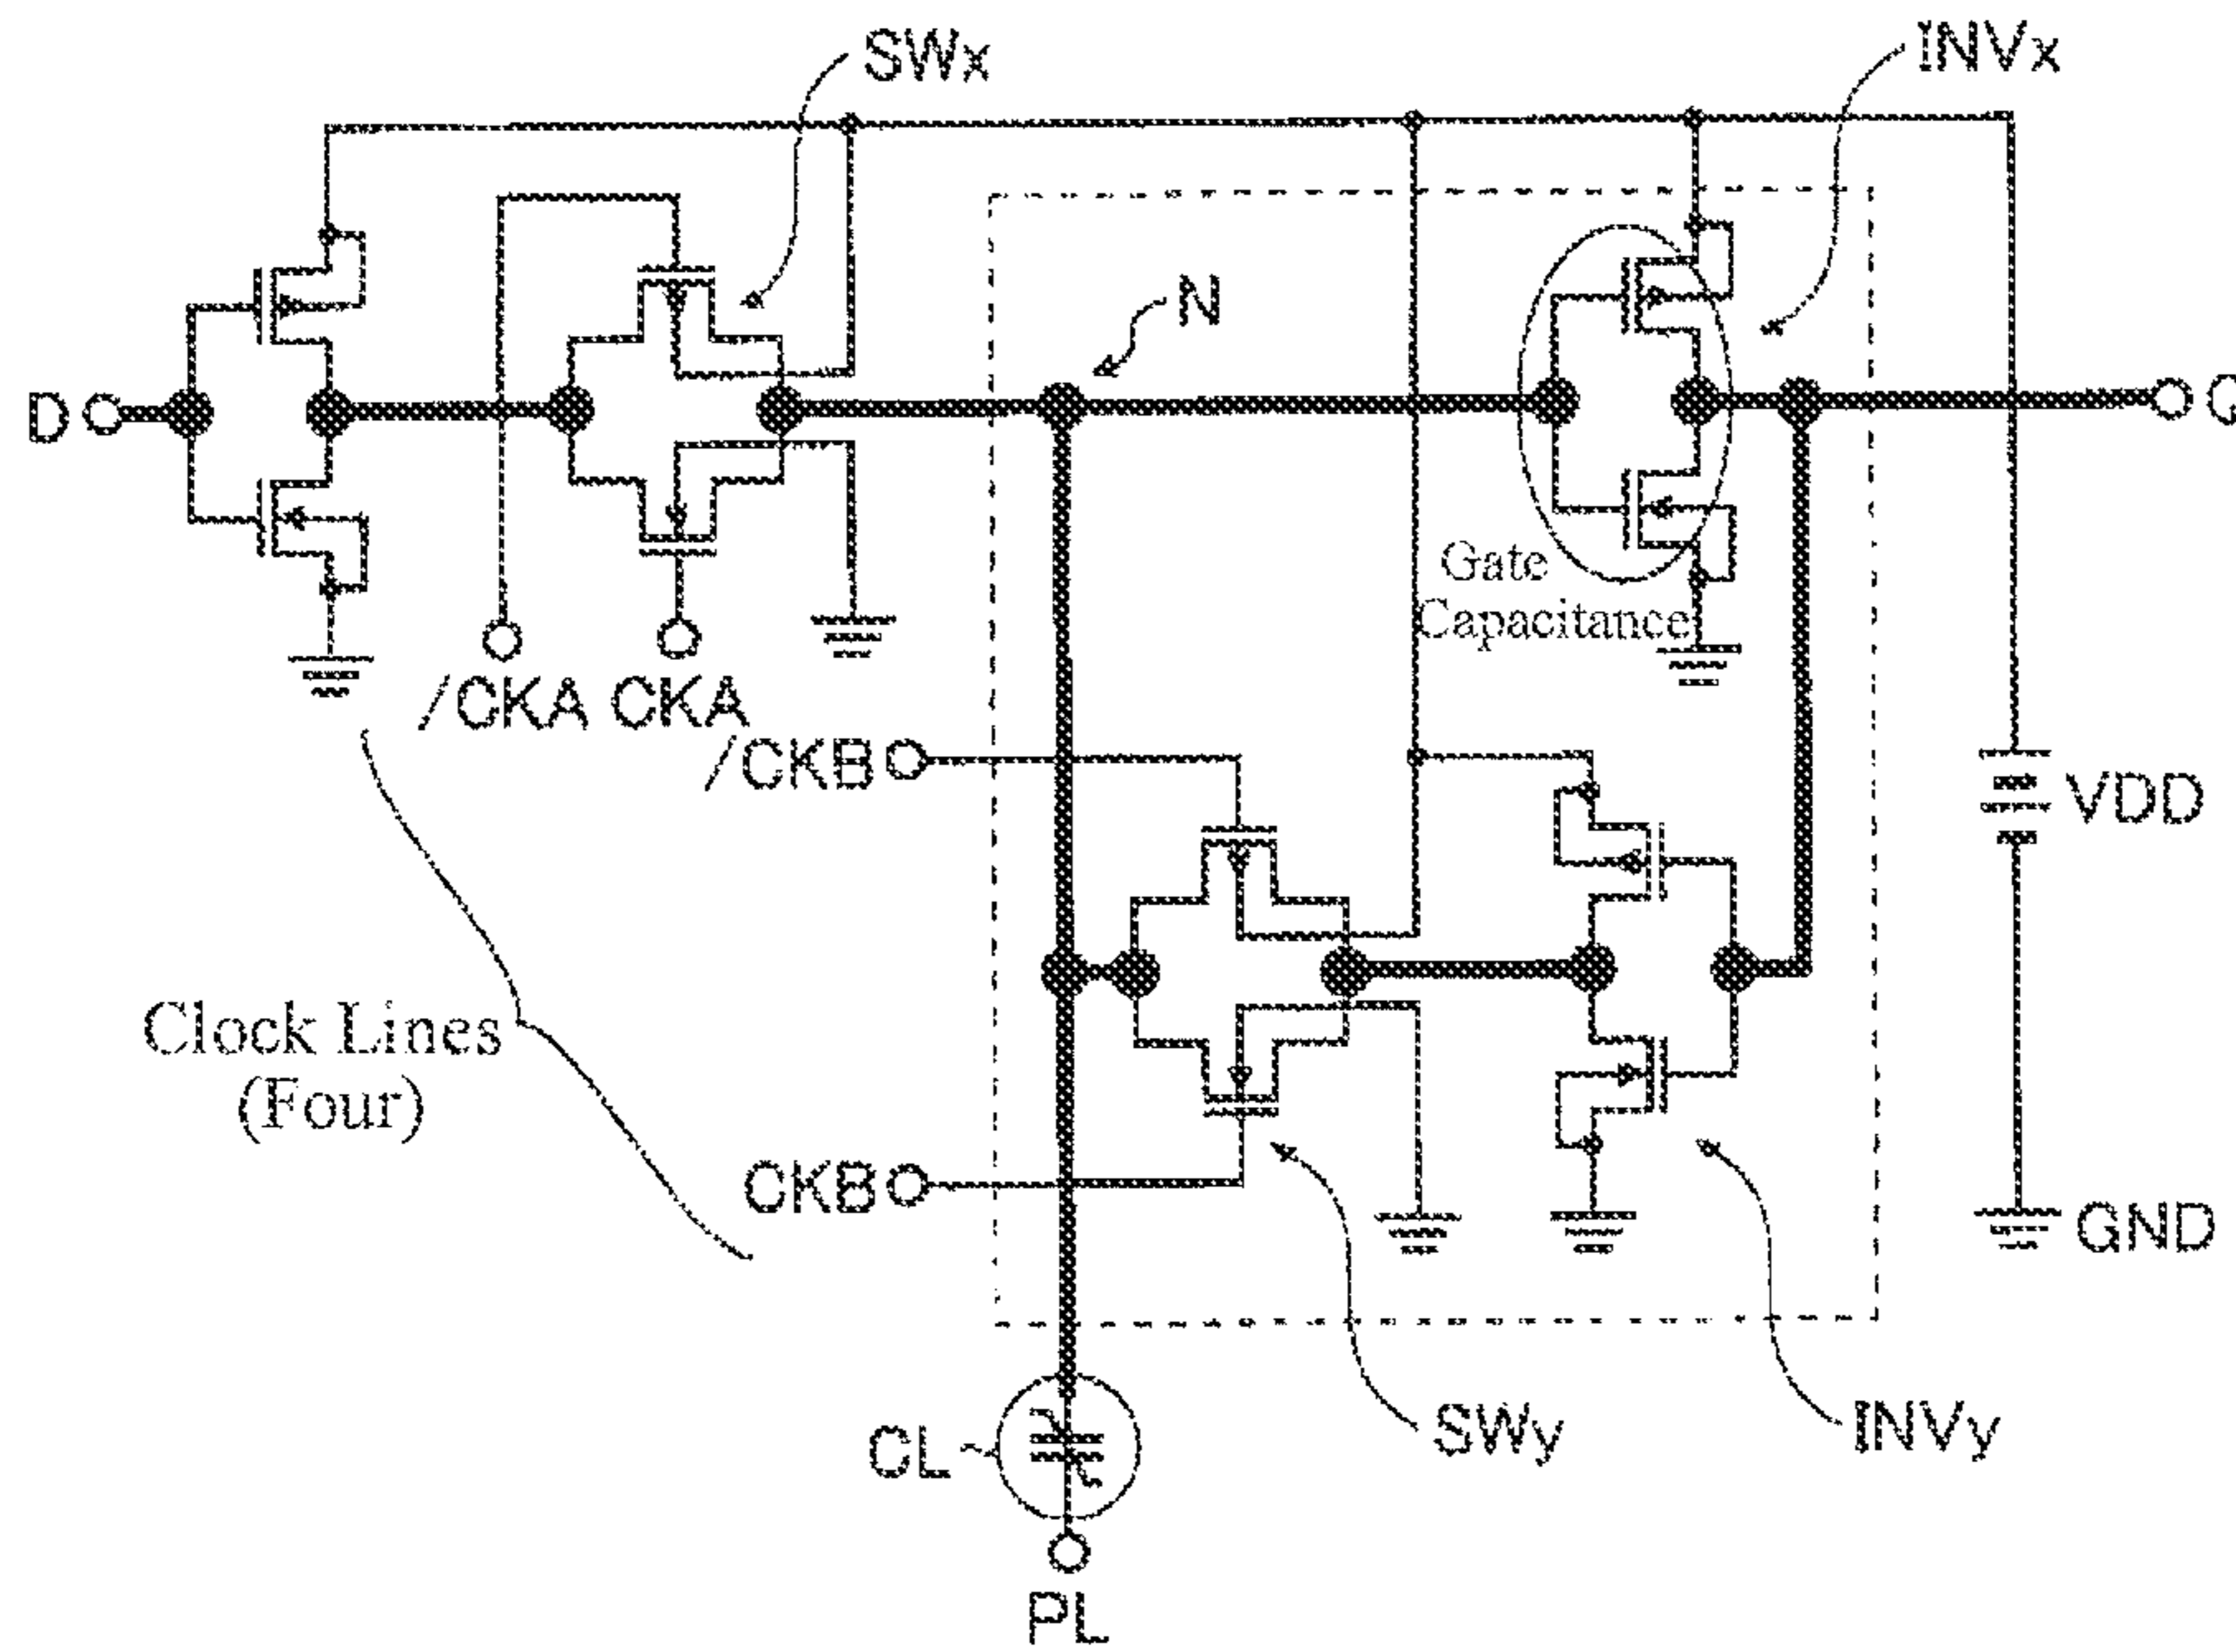 SWx
INVx
N
D
Q
Gate
Capacitance
/CKA CKA
/CKB
VDD
Clock Lines
(Four)
CKB
GND
CL
SWy
INVy
PL